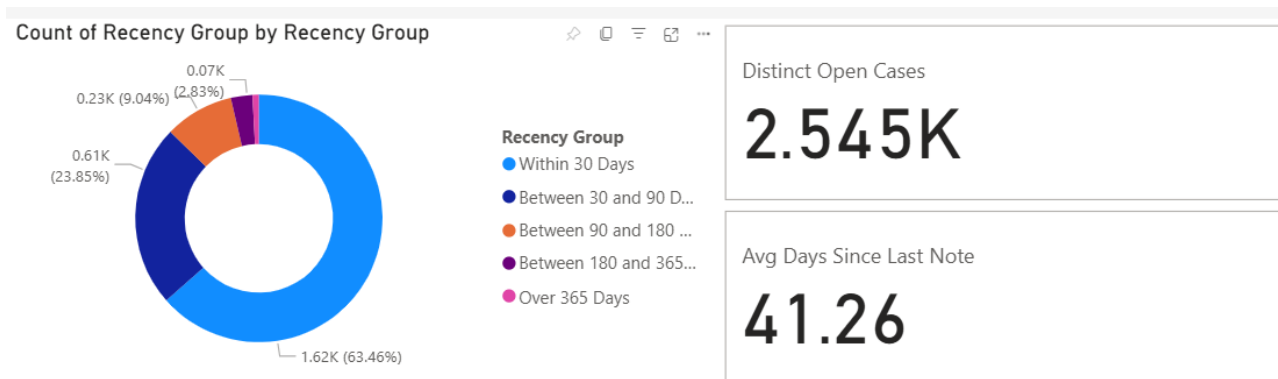 Count of Recency Group by Recency Group
0.07K
(2.83%)
0.23K (9.04%)
0.61K
(23.85%)
1.62K (63.46%)
Recency Group
Within 30 Days
Between 30 and 90 D...
Between 90 and 180 ...
Between 180 and 365...
Over 365 Days
Distinct Open Cases
2.545K
Avg Days Since Last Note
41.26